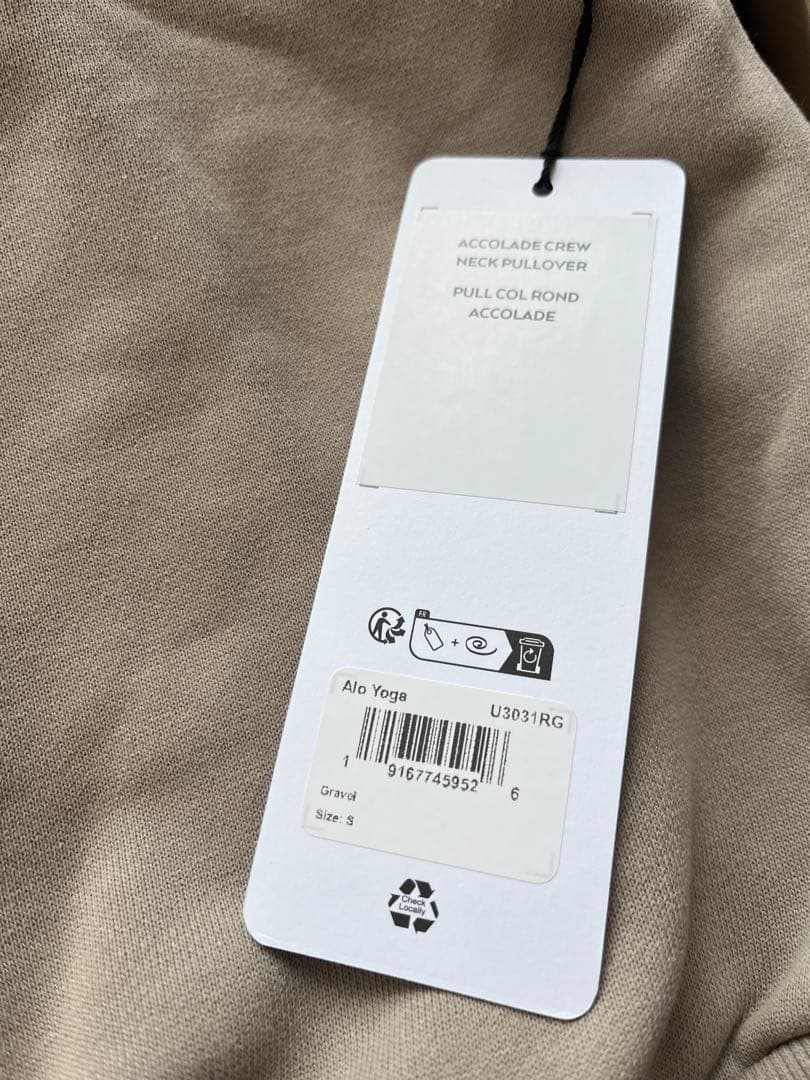 ACCOLADE CREW
NECK PULLOVER
PULL COL ROND
ACCOLADE
FR
+
Alo Yoga
U3031RG
1 9167745952 6
Gravel
Size: S
Check
Locally